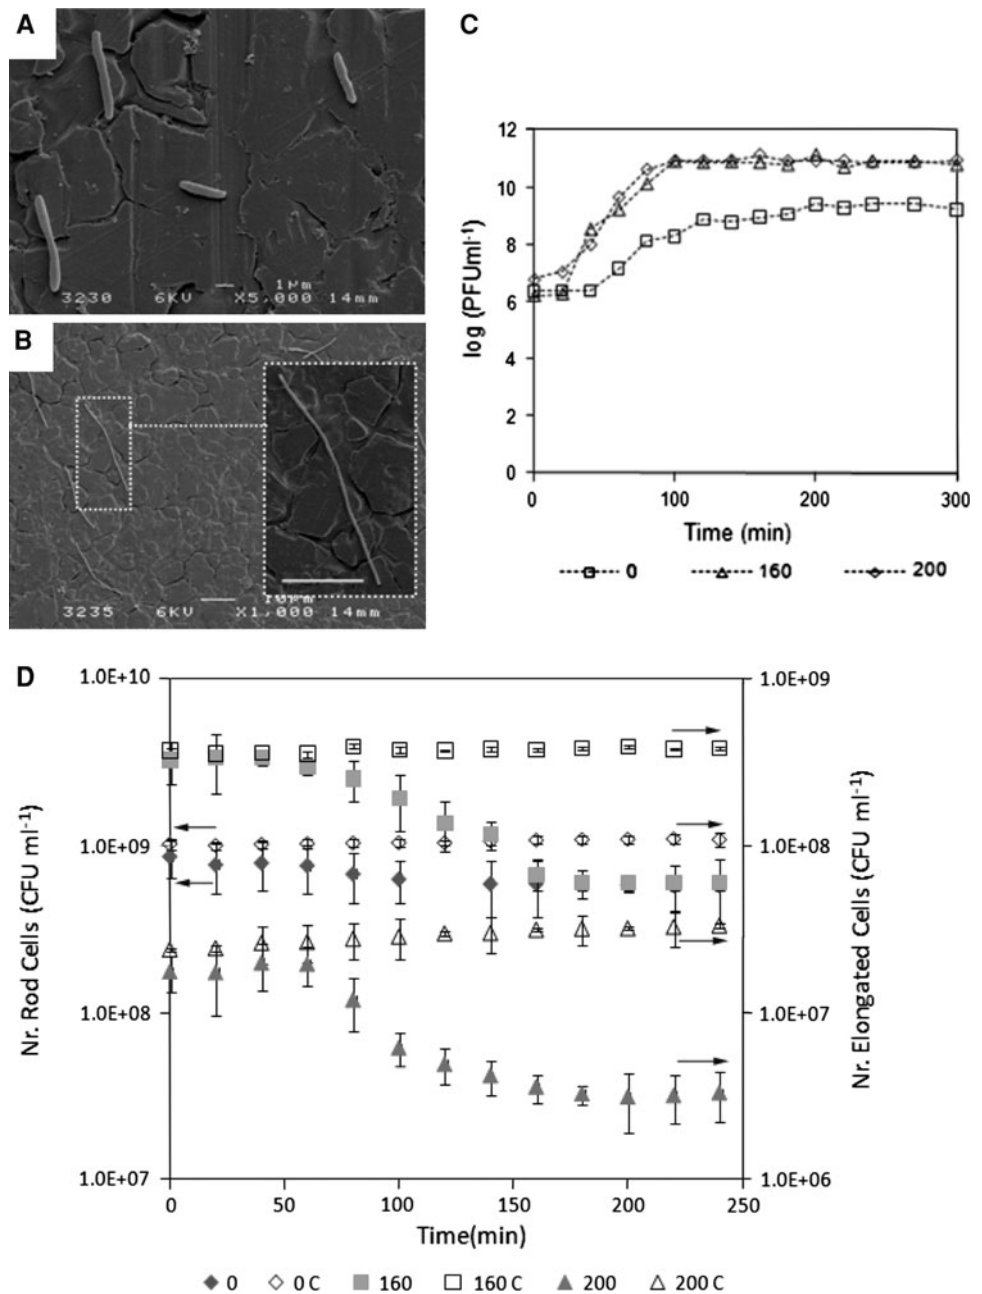 A
1µm
3230 6KV X5,000 14mm
B
10µm
3235 6KV X1,000 14mm
C
log (PFUml-1)
12
10
8
6
4
2
0
0 100 200 300
Time (min)
0 160 200
D
Nr. Rod Cells (CFU ml-1)
1.0E+10
1.0E+09
1.0E+08
1.0E+07
1.0E+09
1.0E+08
1.0E+07
1.0E+06
Nr. Elongated Cells (CFU ml-1)
0 50 100 150 200 250
Time(min)
0 0 C 160 160 C 200 200 C